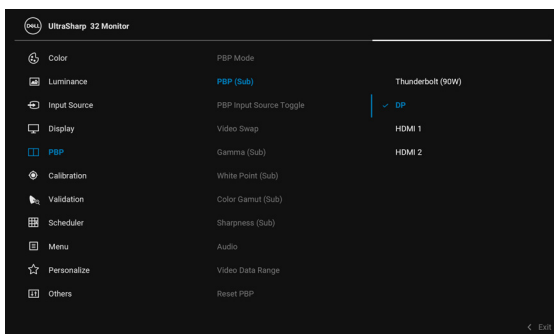 DELL UltraSharp 32 Monitor
Color
Luminance
Input Source
Display
PBP
Calibration
Validation
Scheduler
Menu
Personalize
Others
PBP Mode
PBP (Sub)
PBP Input Source Toggle
Video Swap
Gamma (Sub)
White Point (Sub)
Color Gamut (Sub)
Sharpness (Sub)
Audio
Video Data Range
Reset PBP
Thunderbolt (90W)
DP
HDMI 1
HDMI 2
Exit